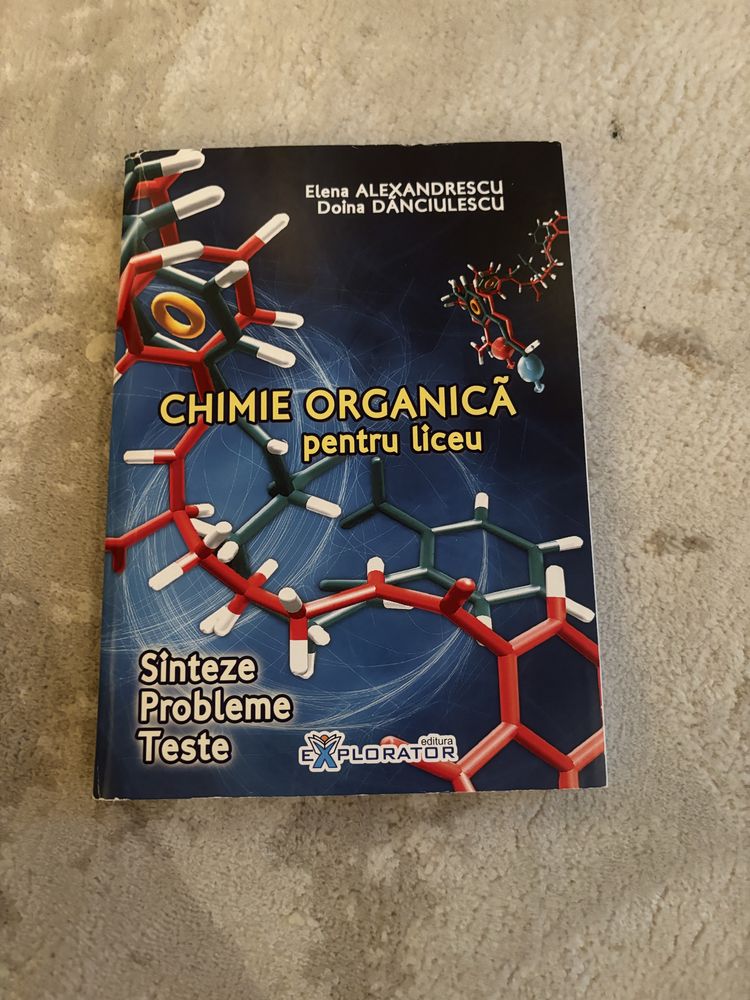 Elena ALEXANDRESCU
Doina DĂNCIULESCU
CHIMIE ORGANICĂ
pentru liceu
Sinteze
Probleme
Teste
editura
EXPLORATOR